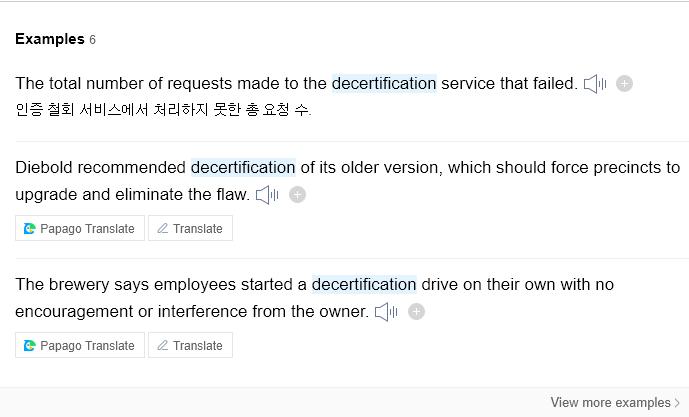 Examples 6
The total number of requests made to the decertification service that failed.
인증 철회 서비스에서 처리하지 못한 총 요청 수.
Diebold recommended decertification of its older version, which should force precincts to
upgrade and eliminate the flaw.
Papago Translate Translate
The brewery says employees started a decertification drive on their own with no
encouragement or interference from the owner.
Papago Translate Translate
View more examples